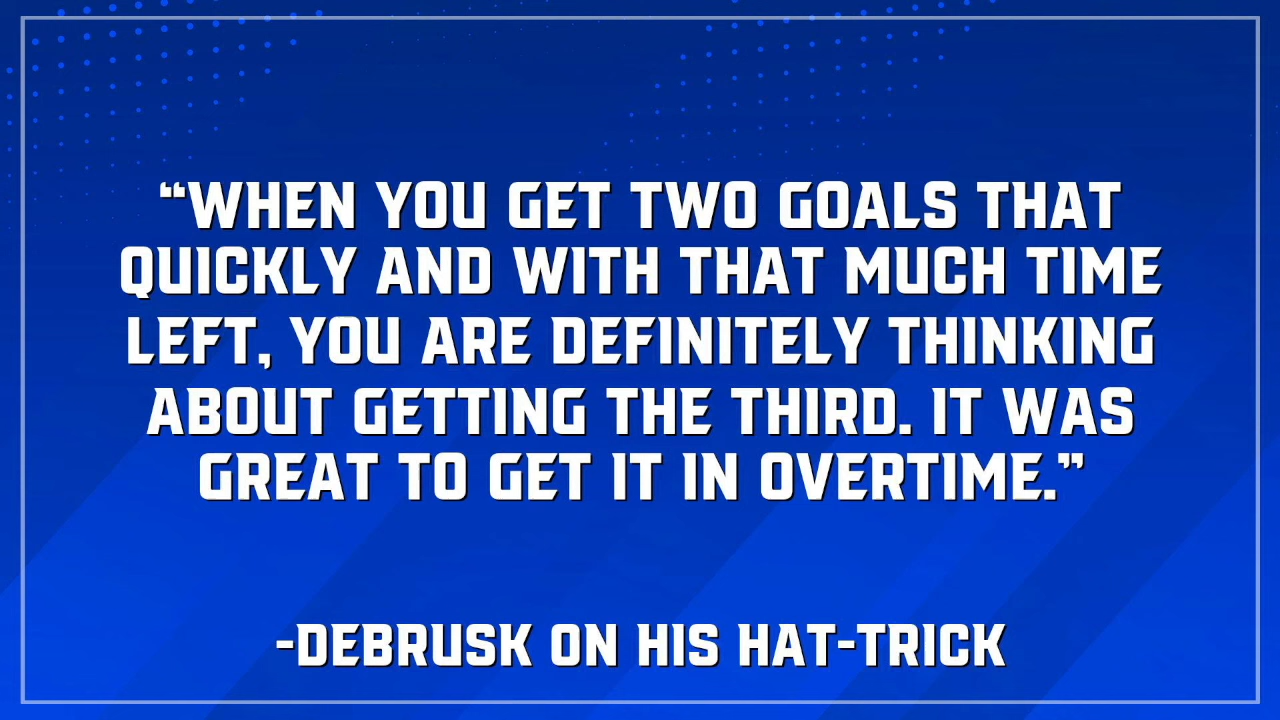 “WHEN YOU GET TWO GOALS THAT
QUICKLY AND WITH THAT MUCH TIME
LEFT, YOU ARE DEFINITELY THINKING
ABOUT GETTING THE THIRD. IT WAS
GREAT TO GET IT IN OVERTIME.”
-DEBRUSK ON HIS HAT-TRICK